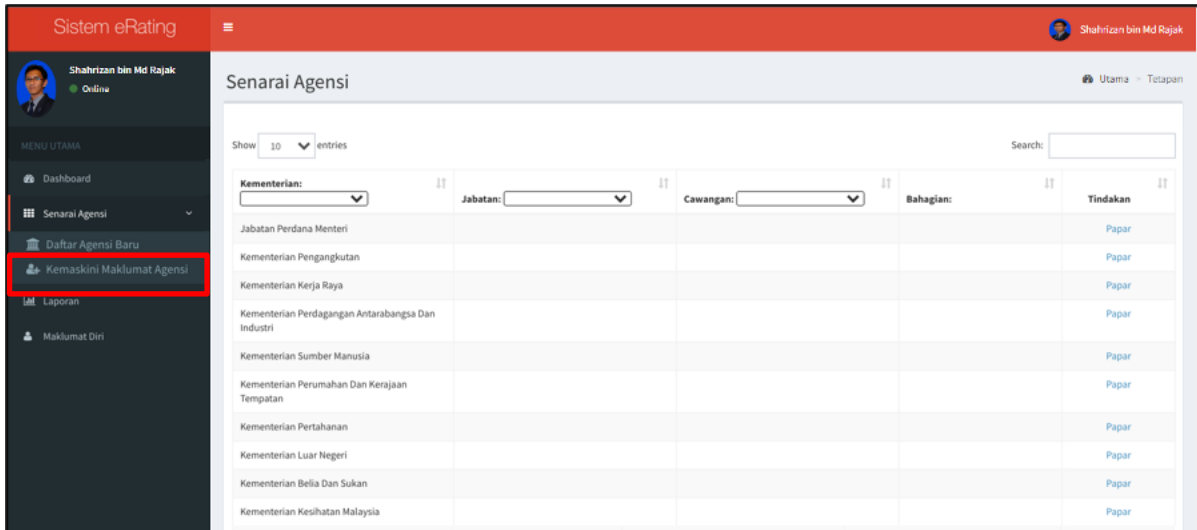 Sistem eRating
Shahrizan bin Md Rajak
Shahrizan bin Md Rajak
Online
Senarai Agensi
Utama > Tetapan
MENU UTAMA
Dashboard
Senarai Agensi
Daftar Agensi Baru
Kemaskini Maklumat Agensi
Laporan
Maklumat Diri
Show 10 entries
Search:
Kementerian: Jabatan: Cawangan: Bahagian: Tindakan
Jabatan Perdana Menteri Papar
Kementerian Pengangkutan Papar
Kementerian Kerja Raya Papar
Kementerian Perdagangan Antarabangsa Dan Papar
Industri
Kementerian Sumber Manusia Papar
Kementerian Perumahan Dan Kerajaan Papar
Tempatan
Kementerian Pertahanan Papar
Kementerian Luar Negeri Papar
Kementerian Belia Dan Sukan Papar
Kementerian Kesihatan Malaysia Papar